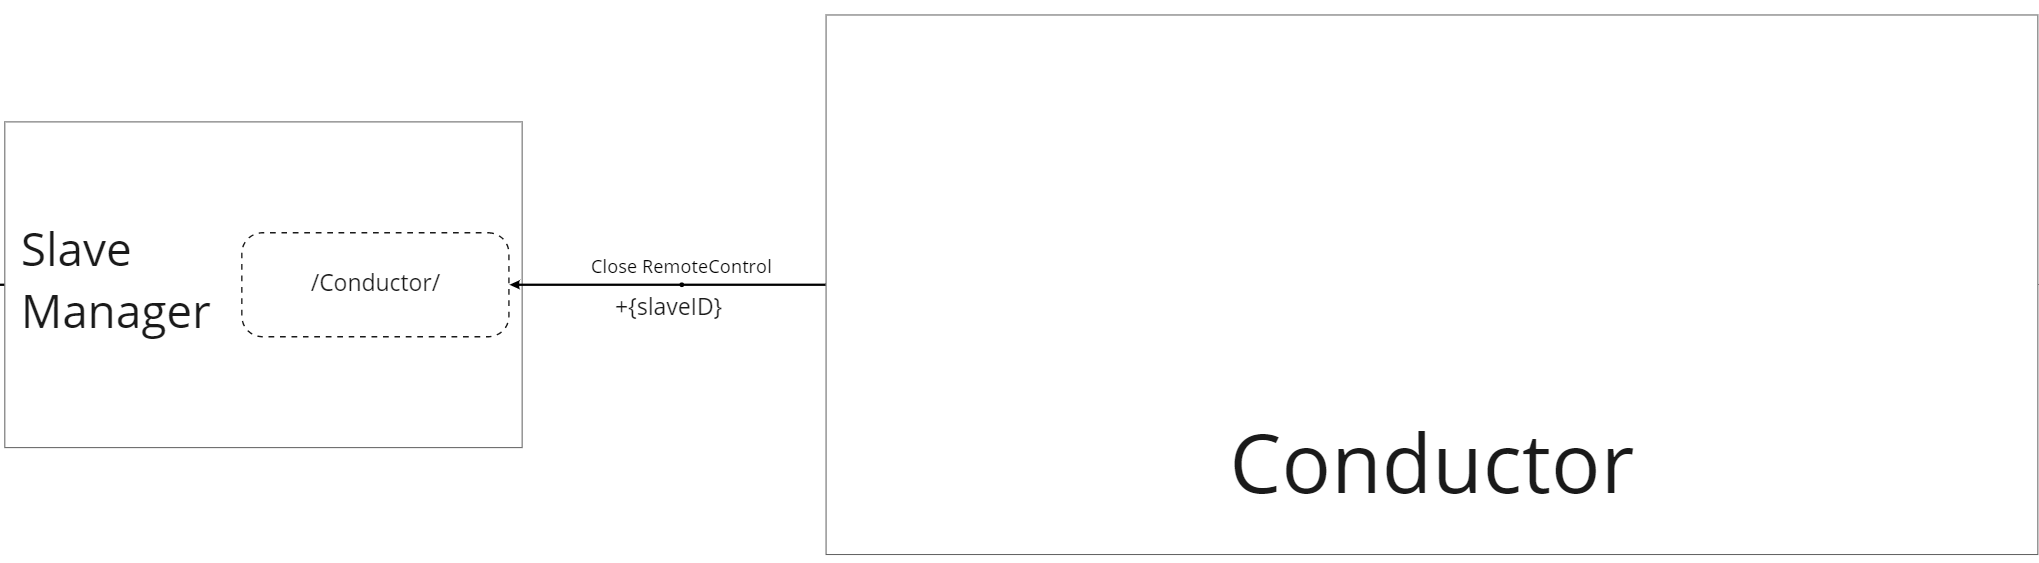 Slave
Manager
/Conductor/
Close RemoteControl
+{slaveID}
Conductor